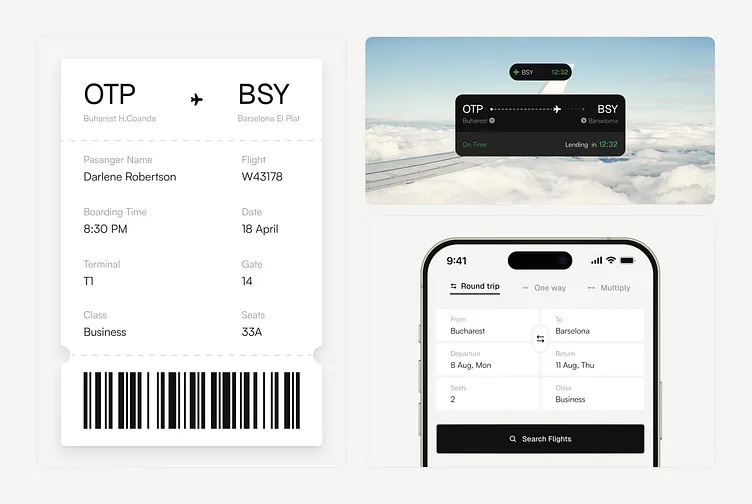 OTP
BSY
Buharest H.Coanda
Barselona El Plat
Pasanger Name
Flight
Darlene Robertson
W43178
Boarding Time
Date
8:30 PM
18 April
Terminal
Gate
T1
14
Class
Seats
Business
33A
BSY 12:32
OTP
BSY
Buharest
Barseloma
On Time
Lending in 12:32
9:41
Round trip
One way
Multiply
From
To
Bucharest
Barselona
Departure
Return
8 Aug, Mon
11 Aug, Thu
Seats
Class
2
Business
Search Flights